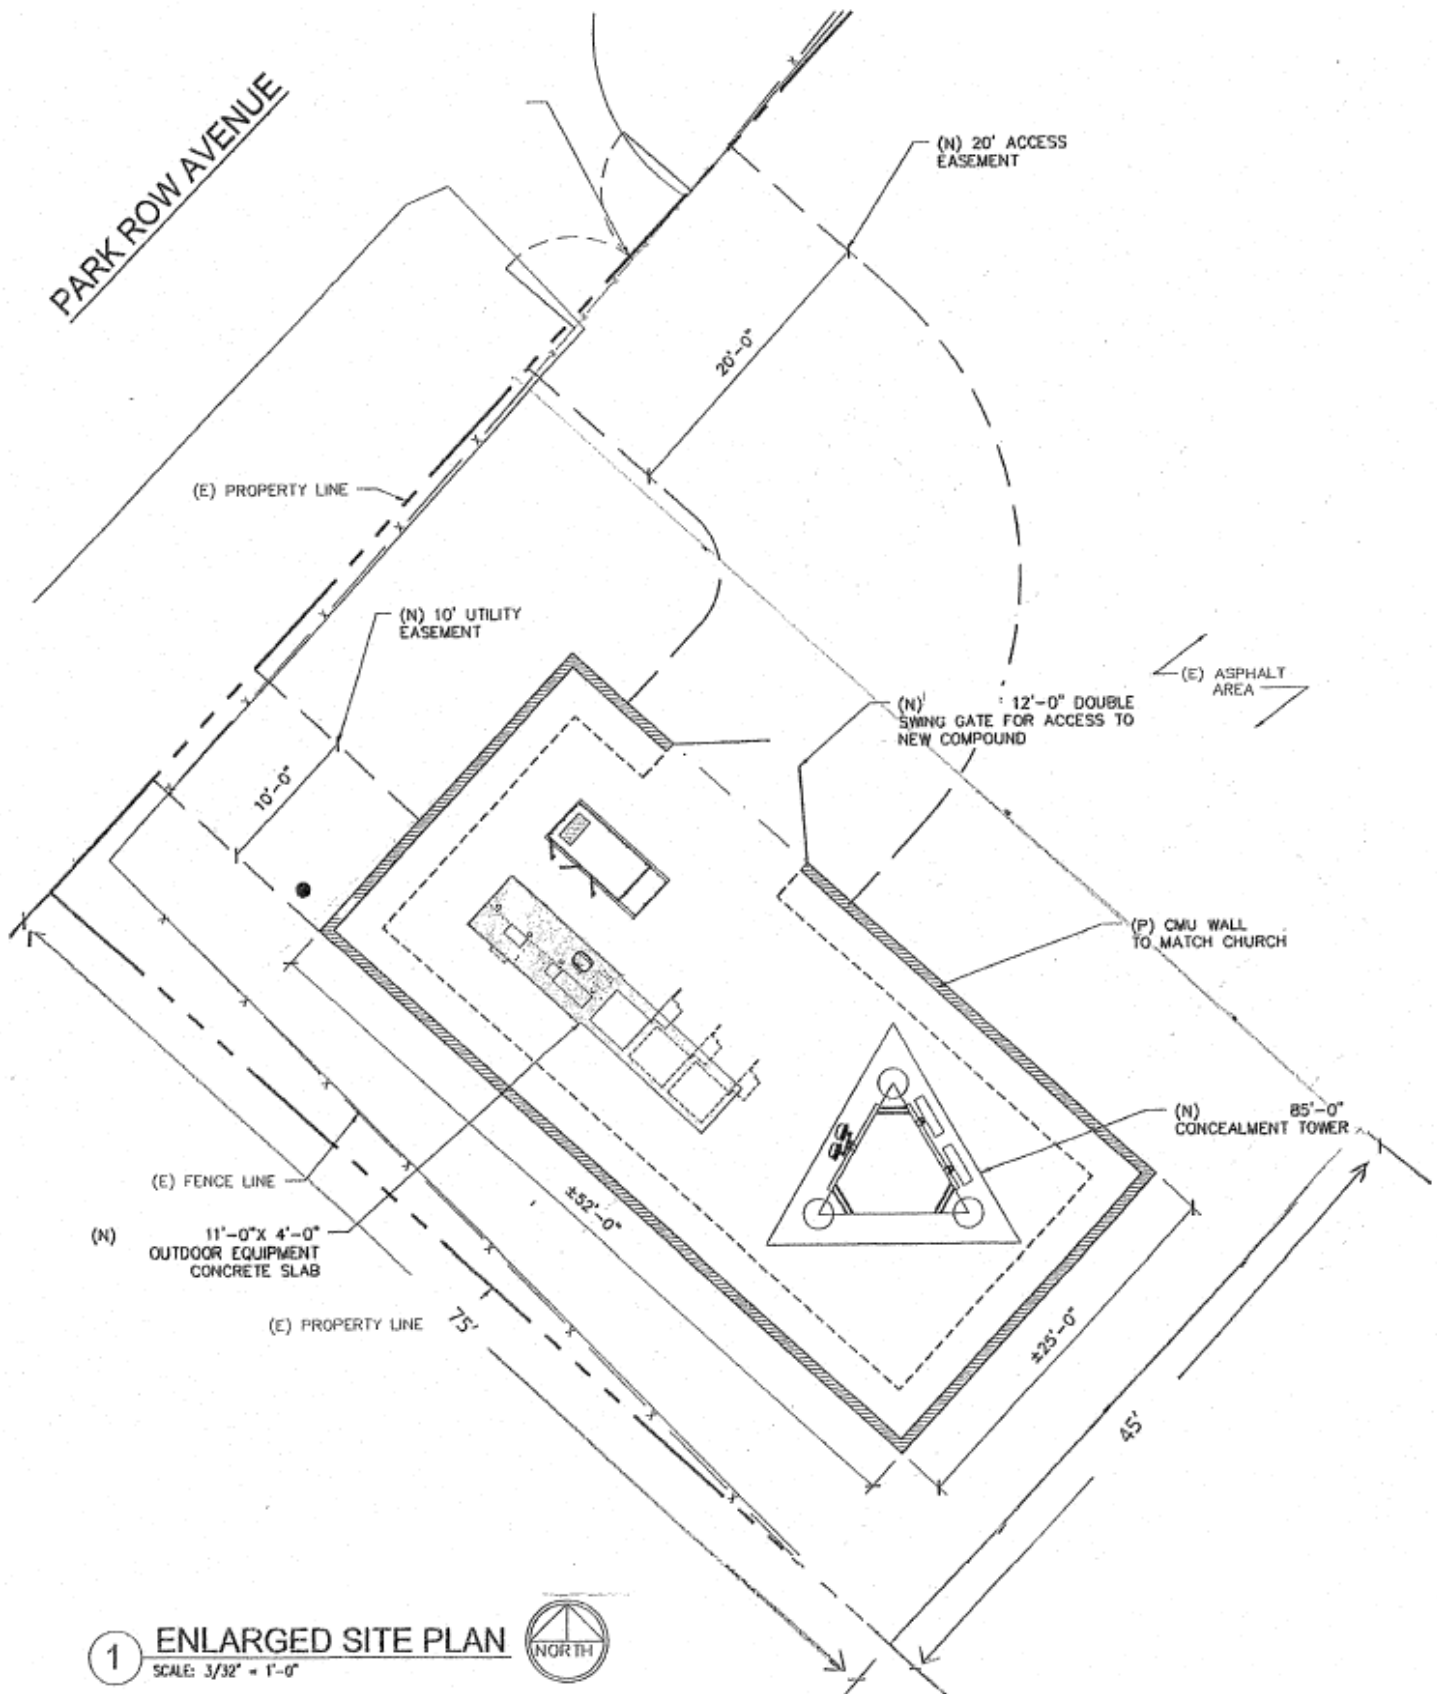 PARK ROW AVENUE
(N) 20' ACCESS
EASEMENT
20'-0"
(E) PROPERTY LINE
(N) 10' UTILITY
EASEMENT
10'-0"
(E) ASPHALT
AREA
(N) 12'-0" DOUBLE
SWING GATE FOR ACCESS TO
NEW COMPOUND
(P) CMU WALL
TO MATCH CHURCH
(N) 85'-0"
CONCEALMENT TOWER
(E) FENCE LINE
±52'-0"
(N) 11'-0"X 4'-0"
OUTDOOR EQUIPMENT
CONCRETE SLAB
(E) PROPERTY LINE
75'
±25'-0"
45'
1 ENLARGED SITE PLAN
SCALE: 3/32" = 1'-0"
NORTH